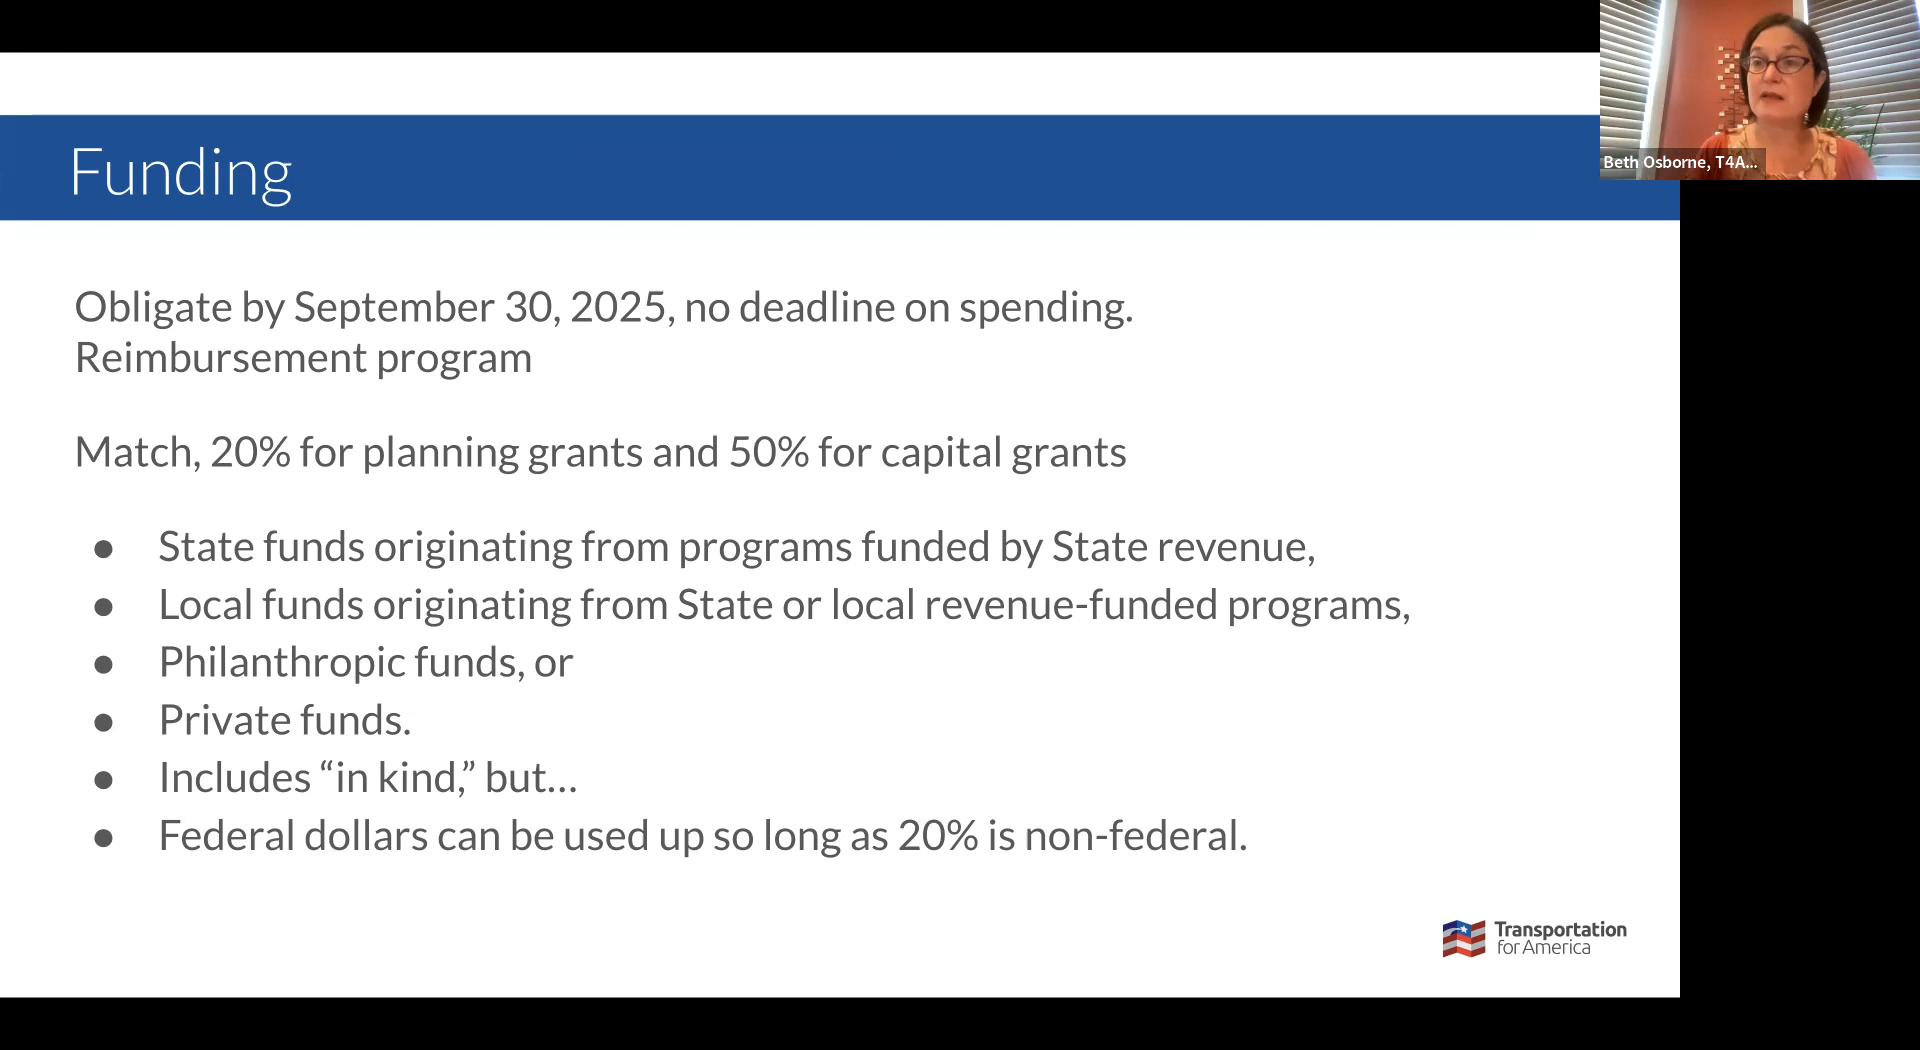 Funding
Beth Osborne, T4A...
Obligate by September 30, 2025, no deadline on spending.
Reimbursement program
Match, 20% for planning grants and 50% for capital grants
● State funds originating from programs funded by State revenue,
● Local funds originating from State or local revenue-funded programs,
● Philanthropic funds, or
● Private funds.
● Includes “in kind,” but…
● Federal dollars can be used up so long as 20% is non-federal.
Transportation
for America